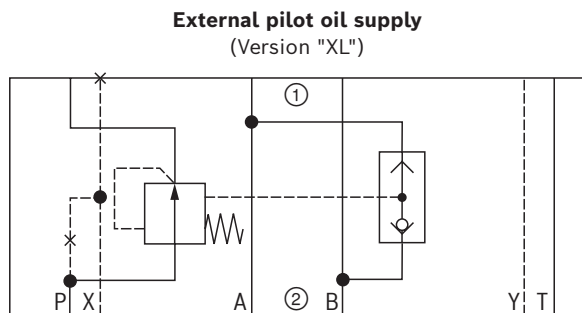 External pilot oil supply
(Version "XL")
①
P X A ② B Y T